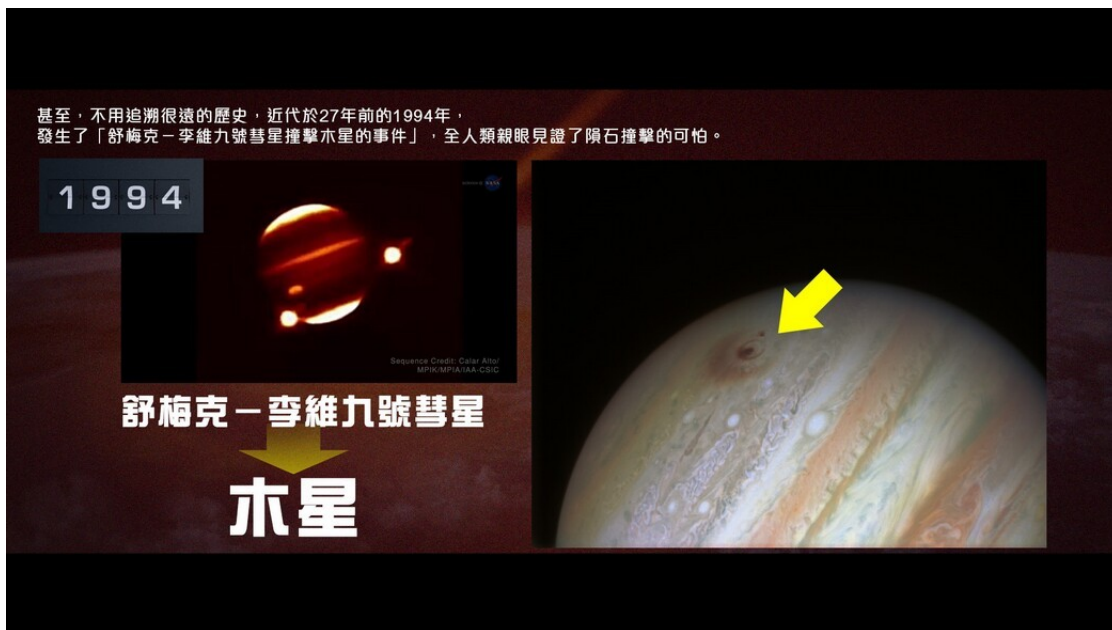 甚至，不用追溯很遠的歷史，近代於27年前的1994年，
發生了「舒梅克－李維九號彗星撞擊木星的事件」，全人類親眼見證了隕石撞擊的可怕。
1994
NASA
Sequence Credit: Calar Alto/
MPIK/MPIA/IAA-CSIC
舒梅克－李維九號彗星
木星